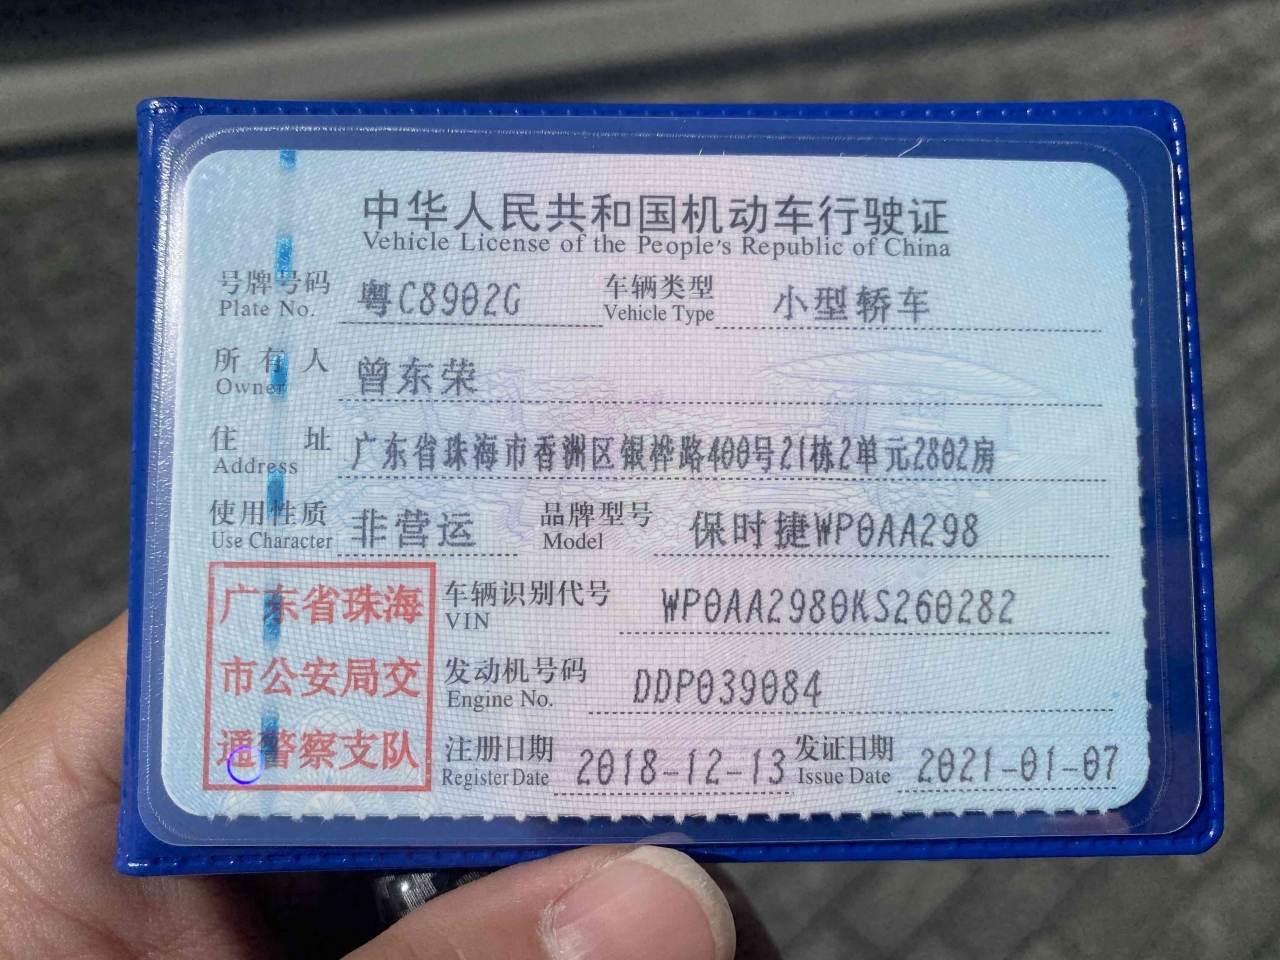 中华人民共和国机动车行驶证
Vehicle License of the People's Republic of China
号牌号码 粤C8902G 车辆类型 小型轿车
Plate No. Vehicle Type
所有人 曾东荣
Owner
住址 广东省珠海市香洲区银桦路400号21栋2单元2802房
Address
使用性质 非营运 品牌型号 保时捷WP0AA298
Use Character Model
广东省珠海
市公安局交
通警察支队
车辆识别代号 WP0AA2980KS260282
VIN
发动机号码 DDP039084
Engine No.
注册日期 2018-12-13 发证日期 2021-01-07
Register Date Issue Date